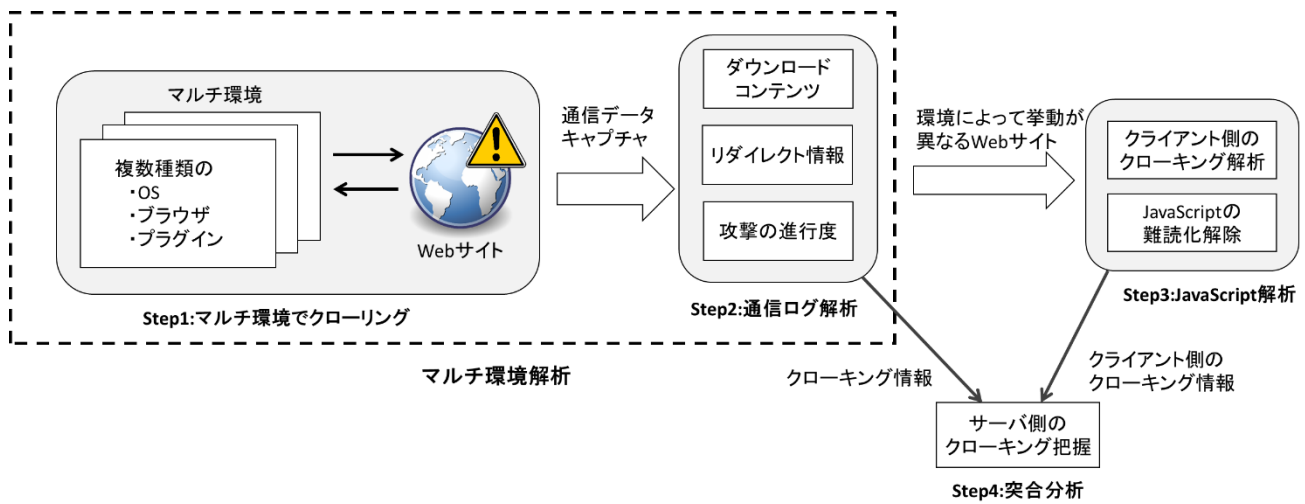 マルチ環境
複数種類の
・OS
・ブラウザ
・プラグイン
Webサイト
Step1:マルチ環境でクローリング
通信データ
キャプチャ
ダウンロード
コンテンツ
リダイレクト情報
攻撃の進行度
Step2:通信ログ解析
マルチ環境解析
環境によって挙動が
異なるWebサイト
クライアント側の
クローキング解析
JavaScriptの
難読化解除
Step3:JavaScript解析
クローキング情報
クライアント側の
クローキング情報
サーバ側の
クローキング把握
Step4:突合分析